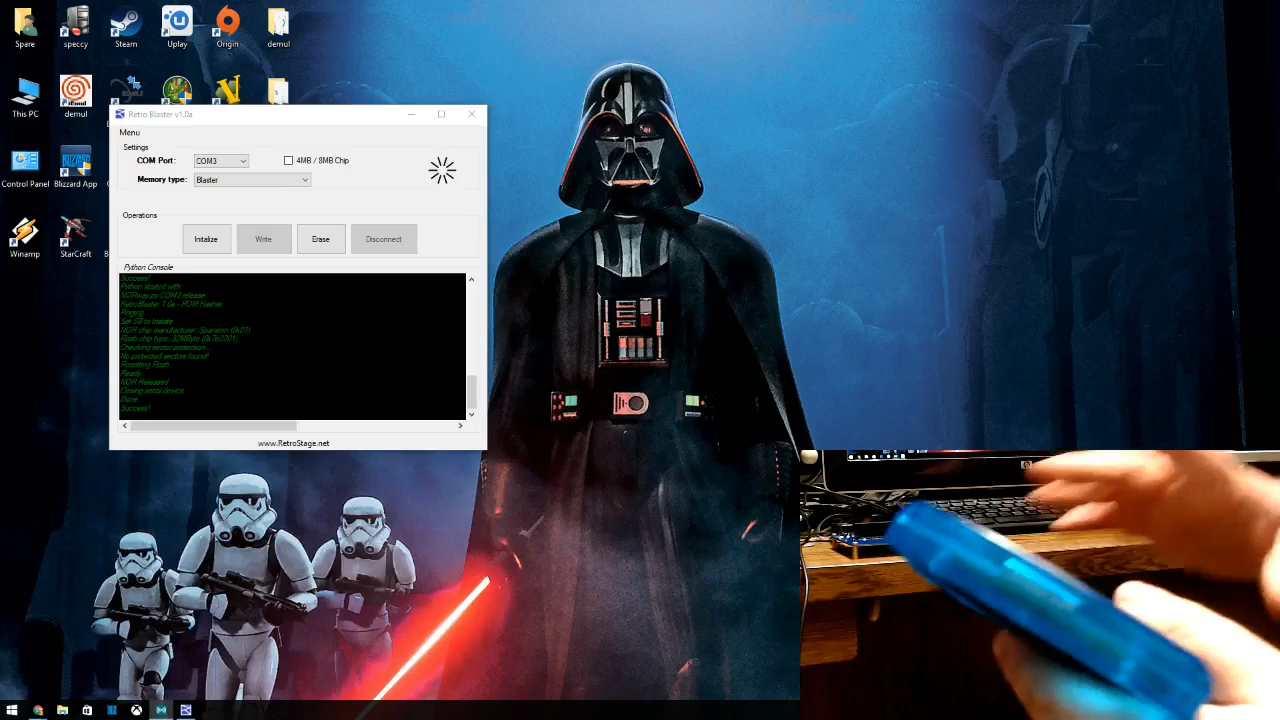 Spare
speccy
Steam
Uplay
Origin
demul
This PC
demul
Control Panel
Blizzard App
Winamp
StarCraft
Retro Blaster v1.0a
Menu
Settings
COM Port: COM3 4MB / 8MB Chip
Memory type: Blaster
Operations
Initalize Write Erase Disconnect
Python Console
Success!
Python started with:
NORway.py COM3 release
RetroBlaster 1.0a - ROM Flasher
Pinging
Set SB to tristate
NOR chip manufacturer: Spansion (0x01)
Flash chip type: 32MByte (0x7e2201)
Checking sector protection...
No protected sectors found!
Resetting Flash...
Ready.
NOR Released
Closing serial device
Done.
Success!
www.RetroStage.net
hp